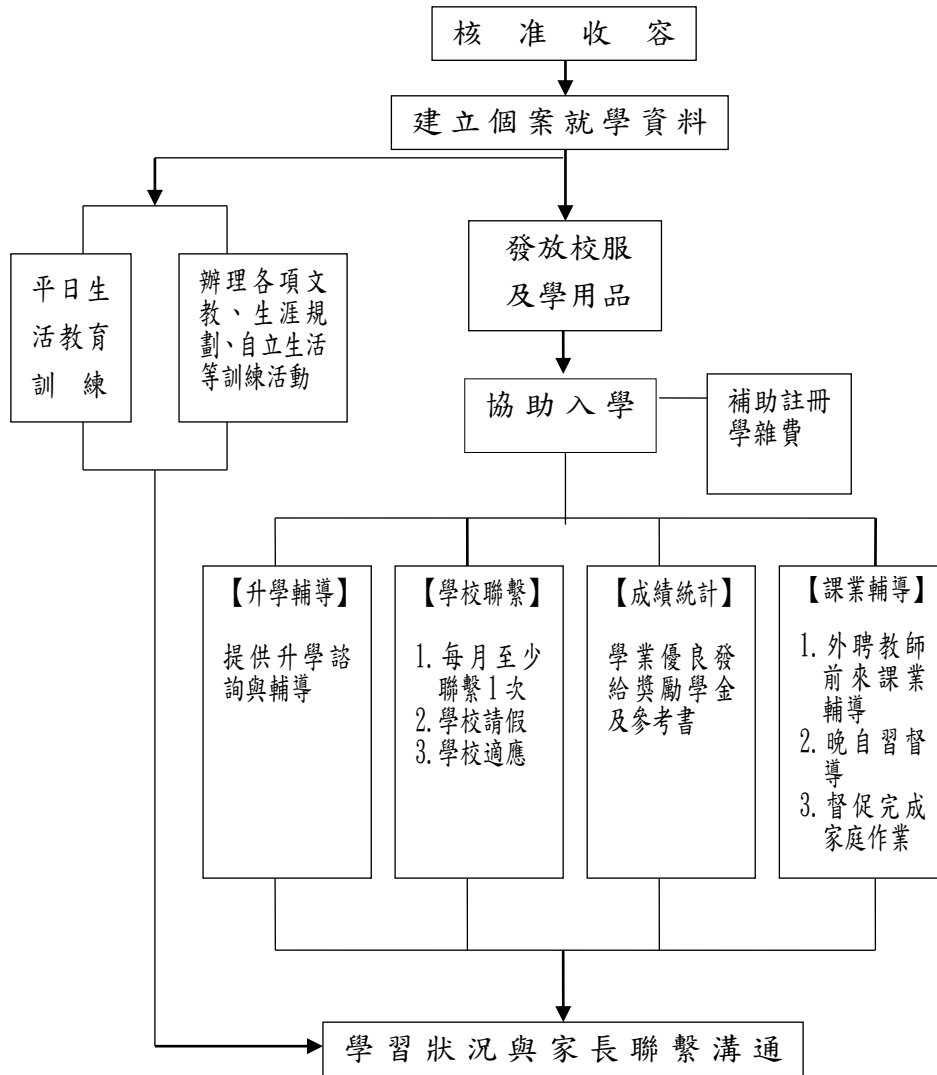 核准收容
建立個案就學資料
平日生
活教育
訓練
辦理各項文
教、生涯規
劃、自立生活
等訓練活動
發放校服
及學用品
協助入學
補助註冊
學雜費
【升學輔導】
提供升學諮
詢與輔導
【學校聯繫】
1.每月至少
聯繫1次
2.學校請假
3.學校適應
【成績統計】
學業優良發
給獎勵學金
及參考書
【課業輔導】
1.外聘教師
前來課業
輔導
2.晚自習督
導
3.督促完成
家庭作業
學習狀況與家長聯繫溝通